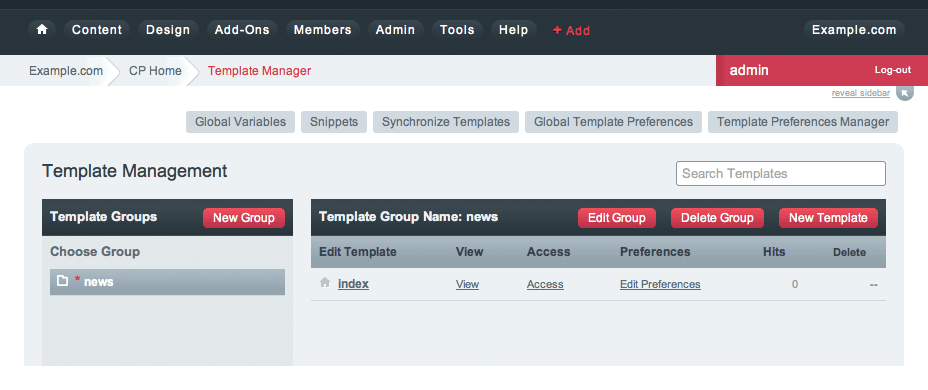 Content Design Add-Ons Members Admin Tools Help + Add Example.com
Example.com CP Home Template Manager admin Log-out
reveal sidebar
Global Variables Snippets Synchronize Templates Global Template Preferences Template Preferences Manager
Template Management Search Templates
Template Groups New Group Template Group Name: news Edit Group Delete Group New Template
Choose Group Edit Template View Access Preferences Hits Delete
* news index View Access Edit Preferences 0 --